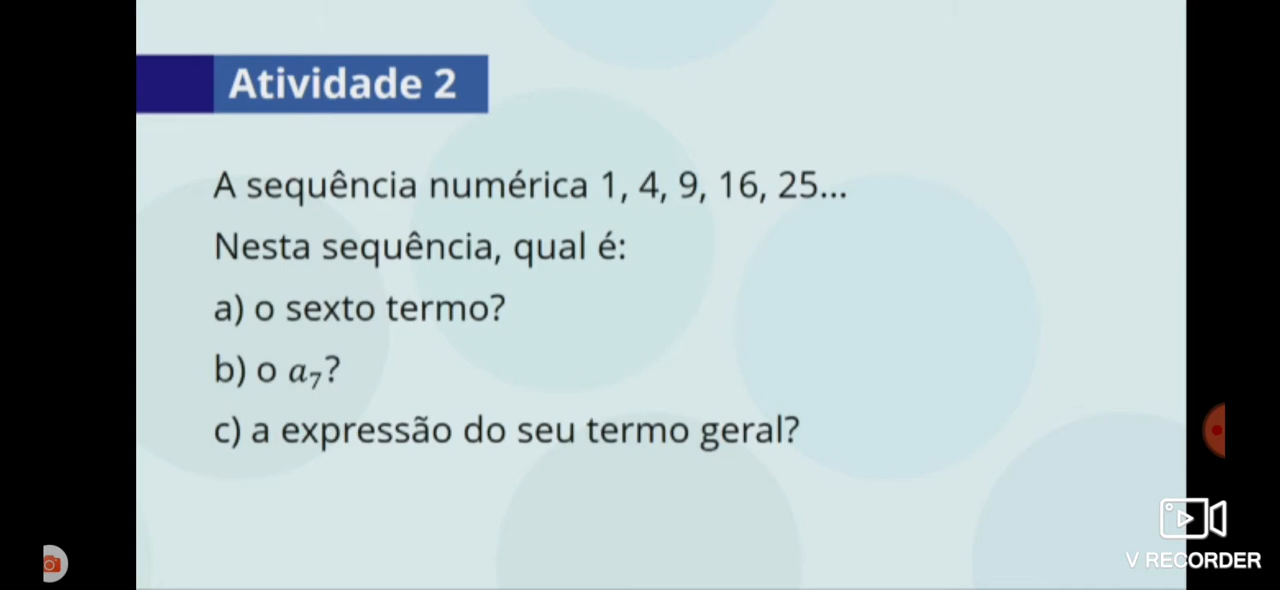 Atividade 2
A sequência numérica 1, 4, 9, 16, 25...
Nesta sequência, qual é:
a) o sexto termo?
b) o a₇?
c) a expressão do seu termo geral?
V RECORDER